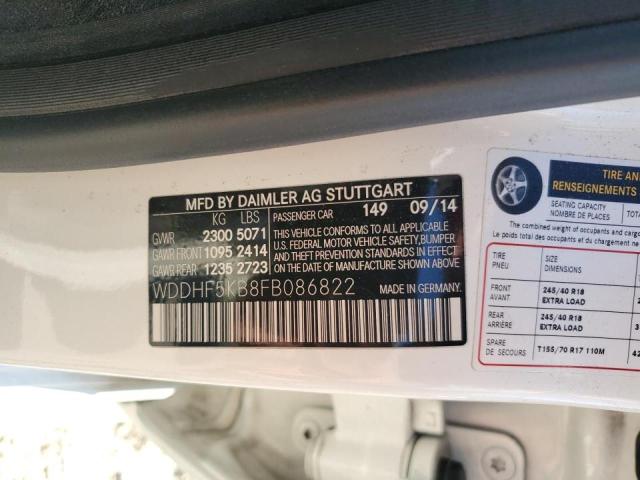 MFD BY DAIMLER AG STUTTGART
KG LBS PASSENGER CAR 149 09/14
GVWR 2300 5071
GAWR FRONT 1095 2414
GAWR REAR 1235 2723
THIS VEHICLE CONFORMS TO ALL APPLICABLE
U.S. FEDERAL MOTOR VEHICLE SAFETY, BUMPER
AND THEFT PREVENTION STANDARDS IN EFFECT
ON THE DATE OF MANUFACTURE SHOWN ABOVE.
WDDHF5KB8FB086822 MADE IN GERMANY
TIRE AN
RENSEIGNEMENTS
SEATING CAPACITY
NOMBRE DE PLACES
The combined weight of occupants and cargo
Le poids total des occupants et du
TIRE
PNEU
SIZE
DIMENSIONS
FRONT
AVANT
245/40 R18
EXTRA LOAD
REAR
ARRIÈRE
245/40 R18
EXTRA LOAD
3
SPARE
DE SECOURS
T155/70 R17 110M
42